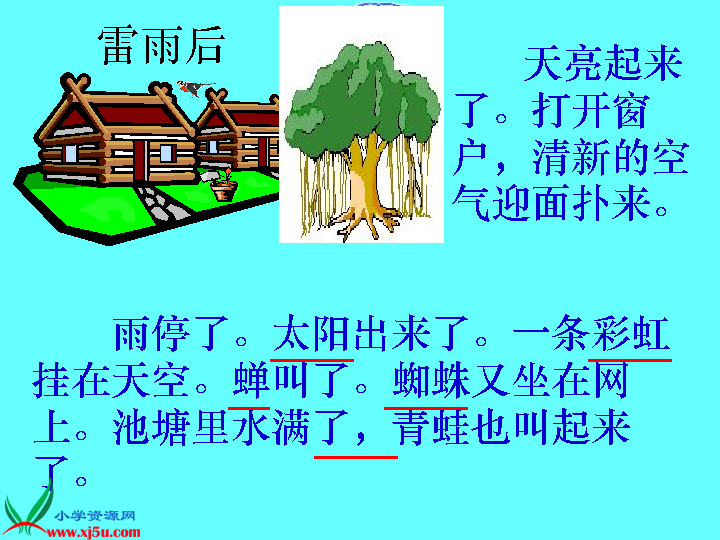 雷雨后
天亮起来
了。打开窗
户，清新的空
气迎面扑来。
雨停了。太阳出来了。一条彩虹
挂在天空。蝉叫了。蜘蛛又坐在网
上。池塘里水满了，青蛙也叫起来
了。
小学资源网
www.xj5u.com